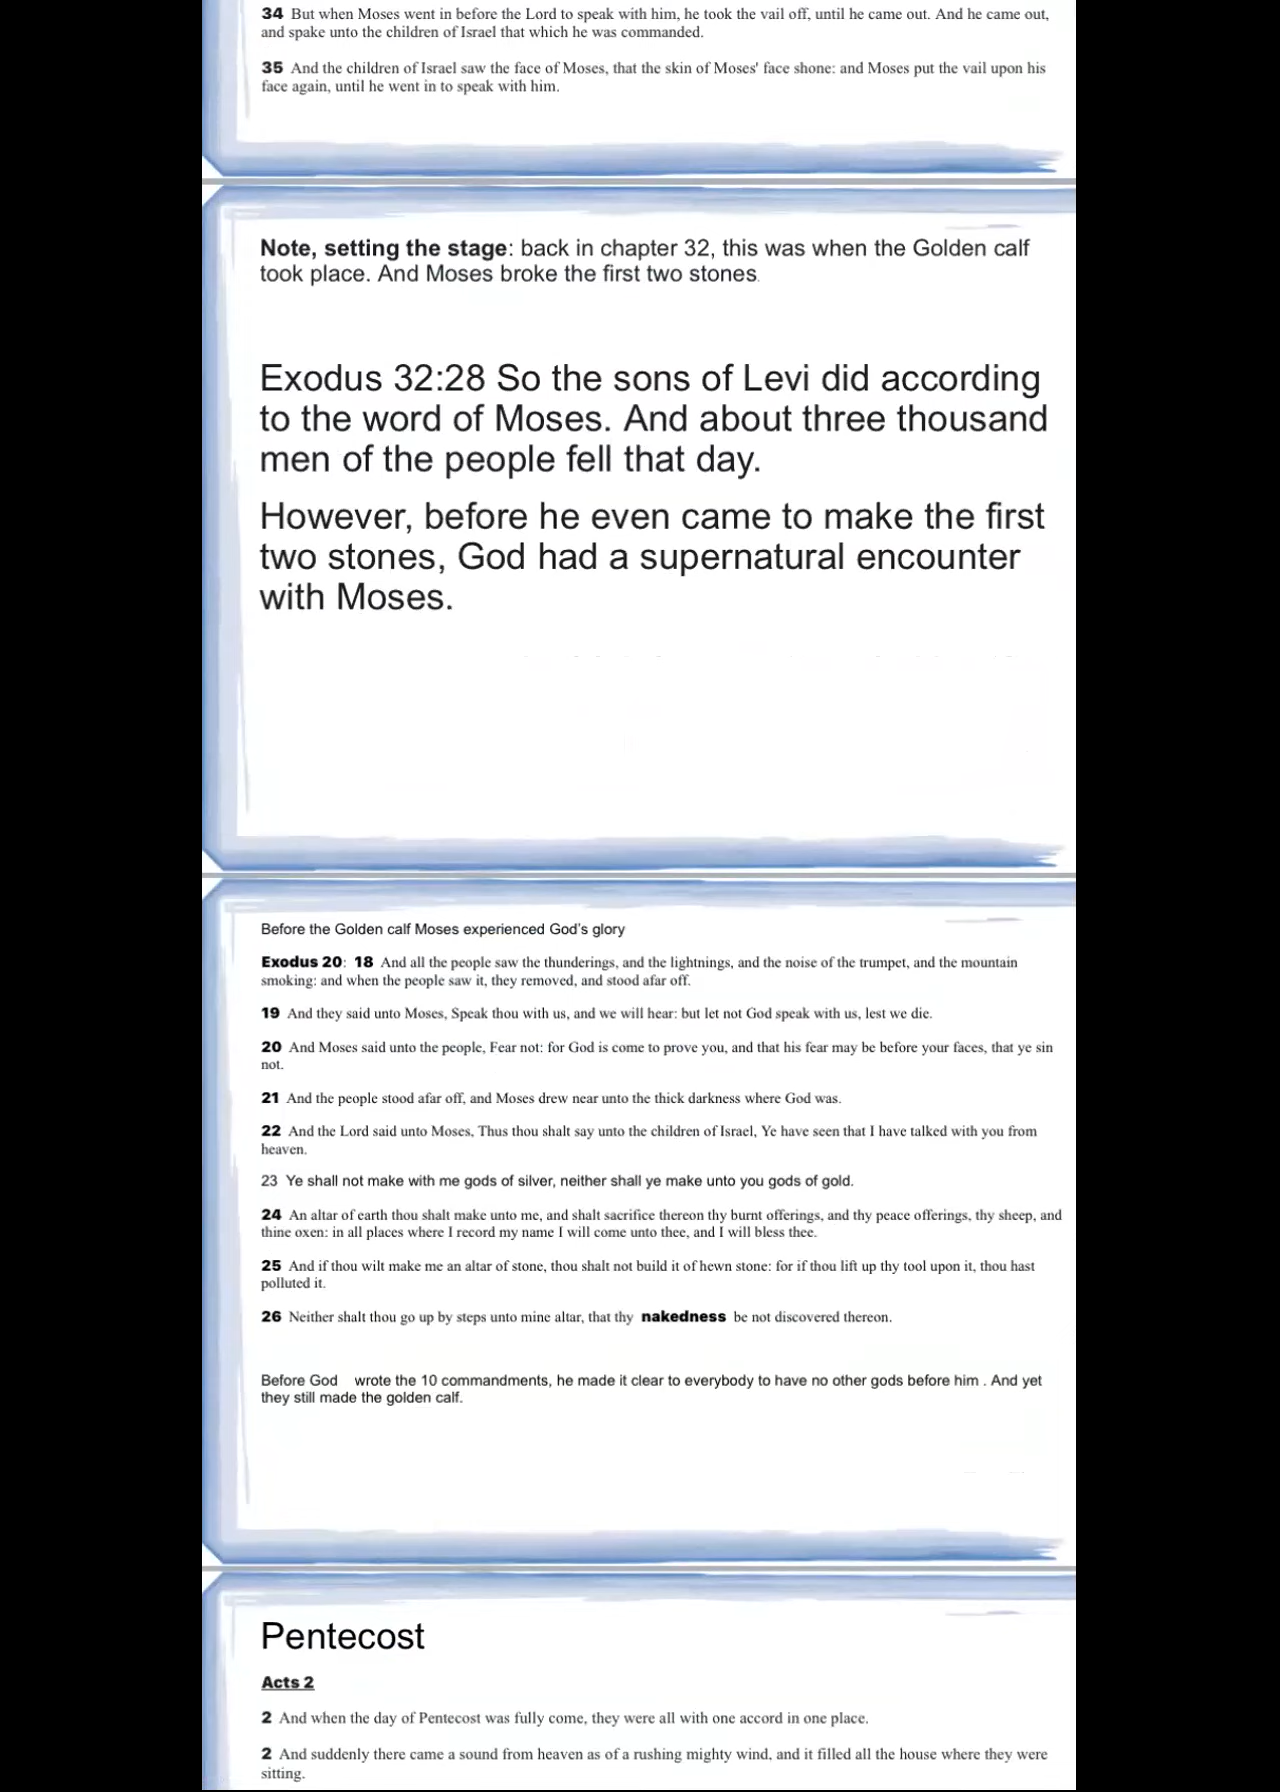 34 But when Moses went in before the Lord to speak with him, he took the vail off, until he came out. And he came out,
and spake unto the children of Israel that which he was commanded.
35 And the children of Israel saw the face of Moses, that the skin of Moses' face shone: and Moses put the vail upon his
face again, until he went in to speak with him.
Note, setting the stage: back in chapter 32, this was when the Golden calf
took place. And Moses broke the first two stones.
Exodus 32:28 So the sons of Levi did according
to the word of Moses. And about three thousand
men of the people fell that day.
However, before he even came to make the first
two stones, God had a supernatural encounter
with Moses.
Before the Golden calf Moses experienced God's glory
Exodus 20: 18 And all the people saw the thunderings, and the lightnings, and the noise of the trumpet, and the mountain
smoking: and when the people saw it, they removed, and stood afar off.
19 And they said unto Moses, Speak thou with us, and we will hear: but let not God speak with us, lest we die.
20 And Moses said unto the people, Fear not: for God is come to prove you, and that his fear may be before your faces, that ye sin
not.
21 And the people stood afar off, and Moses drew near unto the thick darkness where God was.
22 And the Lord said unto Moses, Thus thou shalt say unto the children of Israel, Ye have seen that I have talked with you from
heaven.
23 Ye shall not make with me gods of silver, neither shall ye make unto you gods of gold.
24 An altar of earth thou shalt make unto me, and shalt sacrifice thereon thy burnt offerings, and thy peace offerings, thy sheep, and
thine oxen: in all places where I record my name I will come unto thee, and I will bless thee.
25 And if thou wilt make me an altar of stone, thou shalt not build it of hewn stone: for if thou lift up thy tool upon it, thou hast
polluted it.
26 Neither shalt thou go up by steps unto mine altar, that thy nakedness be not discovered thereon.
Before God wrote the 10 commandments, he made it clear to everybody to have no other gods before him . And yet
they still made the golden calf.
Pentecost
Acts 2
2 And when the day of Pentecost was fully come, they were all with one accord in one place.
2 And suddenly there came a sound from heaven as of a rushing mighty wind, and it filled all the house where they were
sitting.